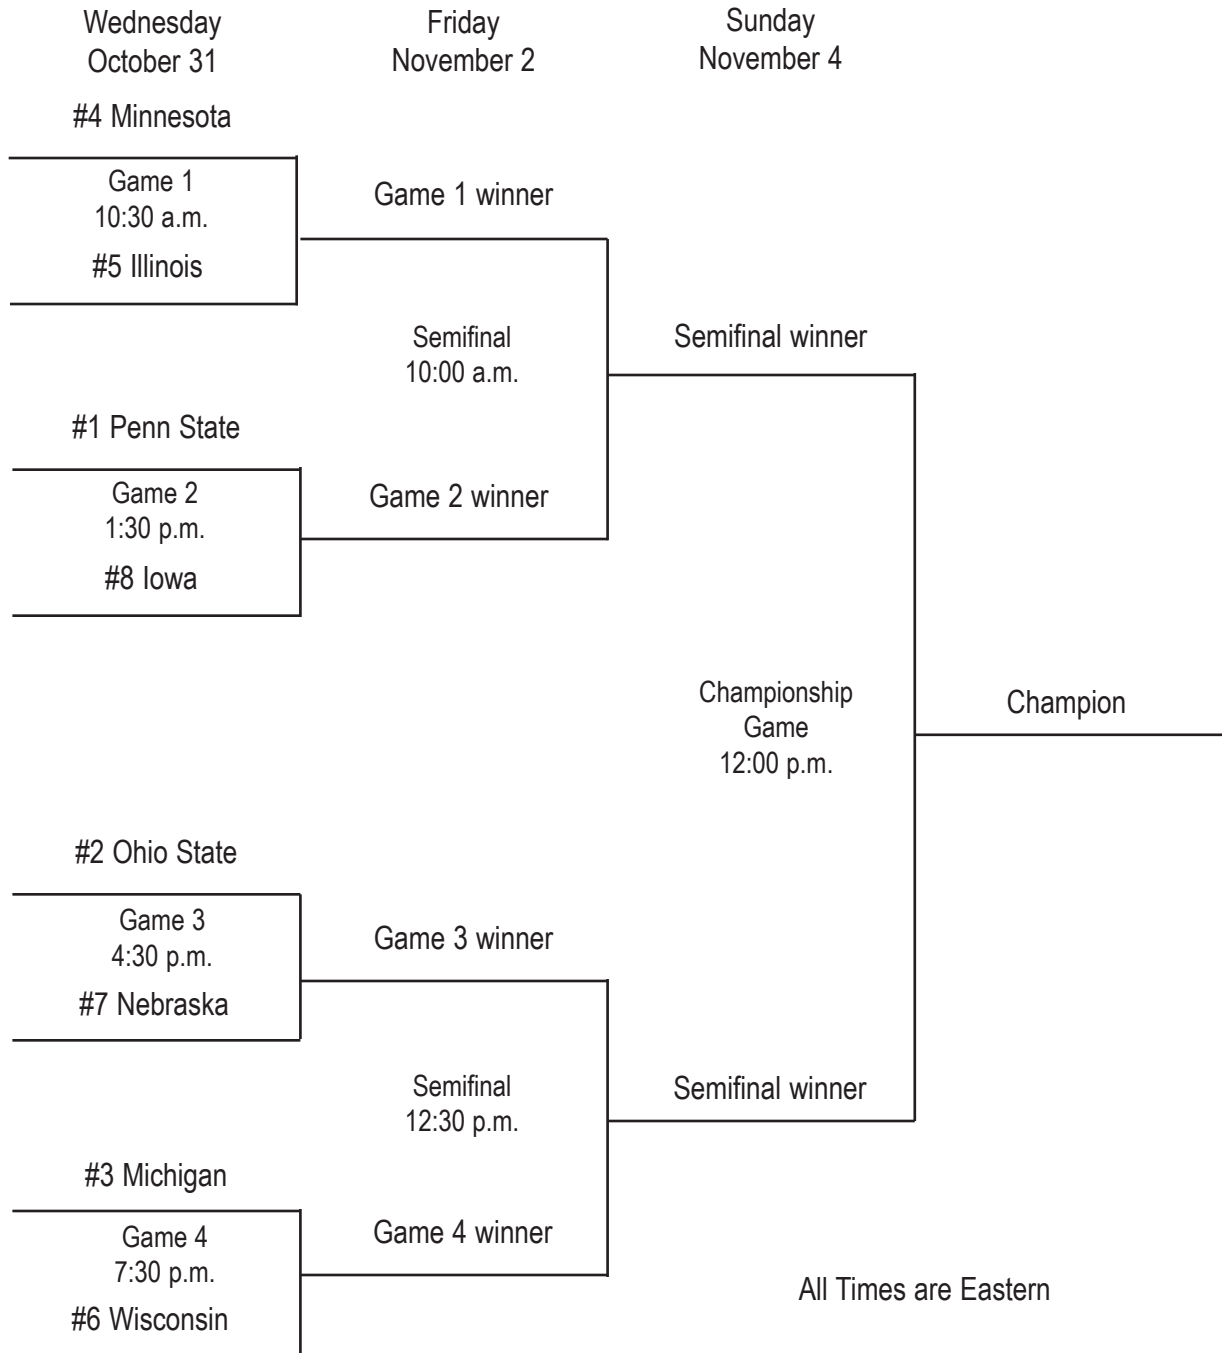 Wednesday
October 31
Friday
November 2
Sunday
November 4
#4 Minnesota
Game 1
10:30 a.m.
#5 Illinois
Game 1 winner
Semifinal
10:00 a.m.
Semifinal winner
#1 Penn State
Game 2
1:30 p.m.
#8 Iowa
Game 2 winner
Championship
Game
12:00 p.m.
Champion
#2 Ohio State
Game 3
4:30 p.m.
#7 Nebraska
Game 3 winner
Semifinal
12:30 p.m.
Semifinal winner
#3 Michigan
Game 4
7:30 p.m.
#6 Wisconsin
Game 4 winner
All Times are Eastern